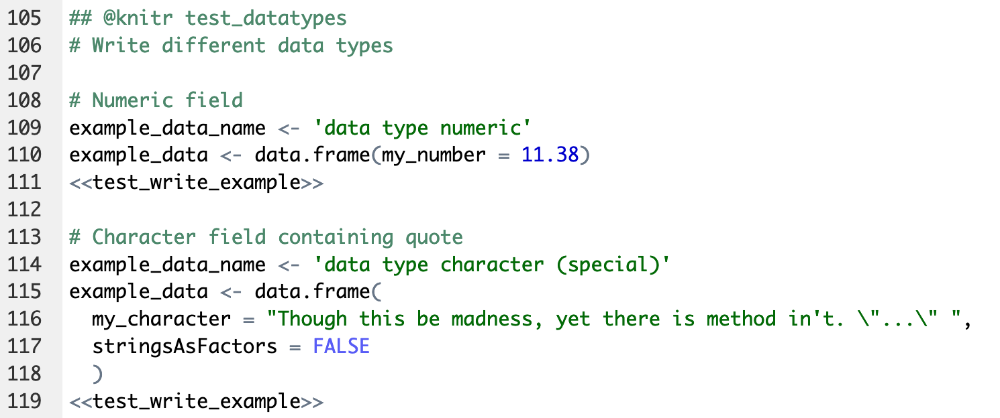 105 ## @knitr test_datatypes
106 # Write different data types
107
108 # Numeric field
109 example_data_name <- 'data type numeric'
110 example_data <- data.frame(my_number = 11.38)
111 <<test_write_example>>
112
113 # Character field containing quote
114 example_data_name <- 'data type character (special)'
115 example_data <- data.frame(
116   my_character = "Though this be madness, yet there is method in't. \"...\" ",
117   stringsAsFactors = FALSE
118   )
119 <<test_write_example>>